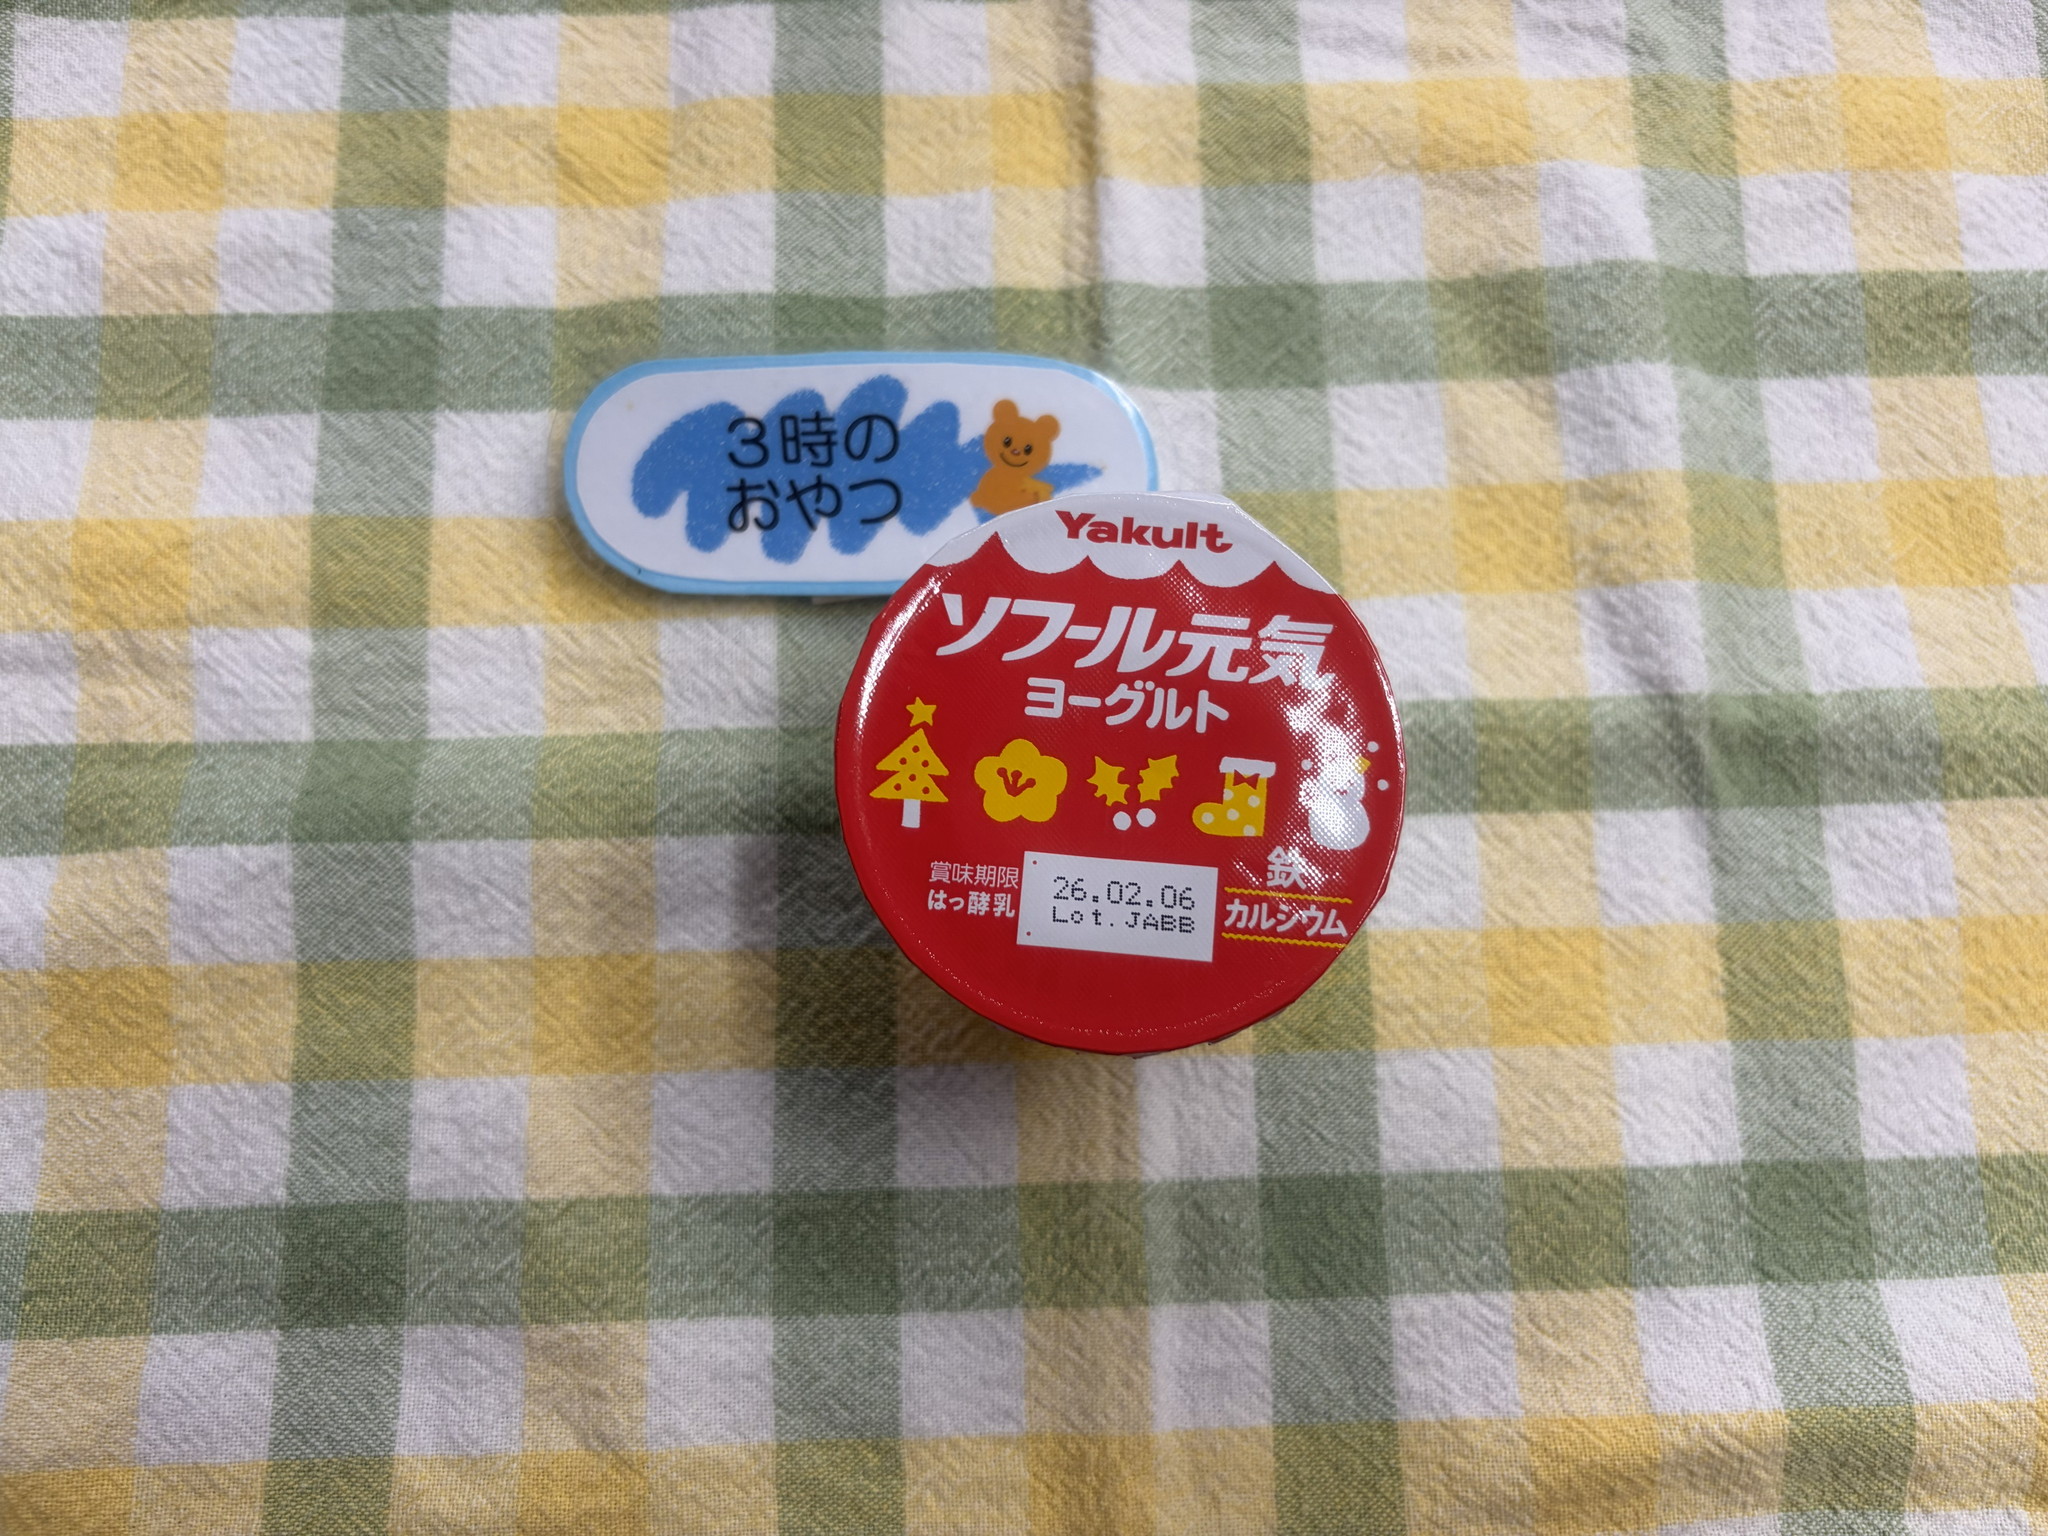 3時の
おやつ
Yakult
ソフール元気
ヨーグルト
賞味期限
はっ酵乳
26.02.06
Lot.JABB
鉄
カルシウム